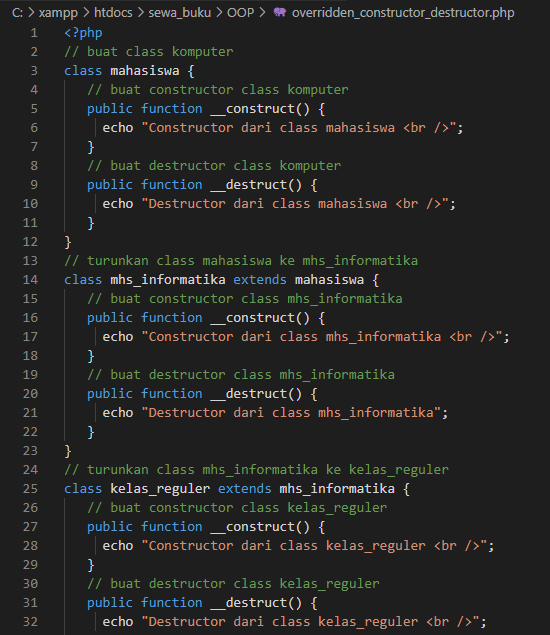 C: > xampp > htdocs > sewa_buku > OOP > overridden_constructor_destructor.php
1 <?php
2 // buat class komputer
3 class mahasiswa {
4 // buat constructor class komputer
5 public function __construct() {
6 echo "Constructor dari class mahasiswa <br />";
7 }
8 // buat destructor class komputer
9 public function __destruct() {
10 echo "Destructor dari class mahasiswa <br />";
11 }
12 }
13 // turunkan class mahasiswa ke mhs_informatika
14 class mhs_informatika extends mahasiswa {
15 // buat constructor class mhs_informatika
16 public function __construct() {
17 echo "Constructor dari class mhs_informatika <br />";
18 }
19 // buat destructor class mhs_informatika
20 public function __destruct() {
21 echo "Destructor dari class mhs_informatika";
22 }
23 }
24 // turunkan class mhs_informatika ke kelas_reguler
25 class kelas_reguler extends mhs_informatika {
26 // buat constructor class kelas_reguler
27 public function __construct() {
28 echo "Constructor dari class kelas_reguler <br />";
29 }
30 // buat destructor class kelas_reguler
31 public function __destruct() {
32 echo "Destructor dari class kelas_reguler <br />";